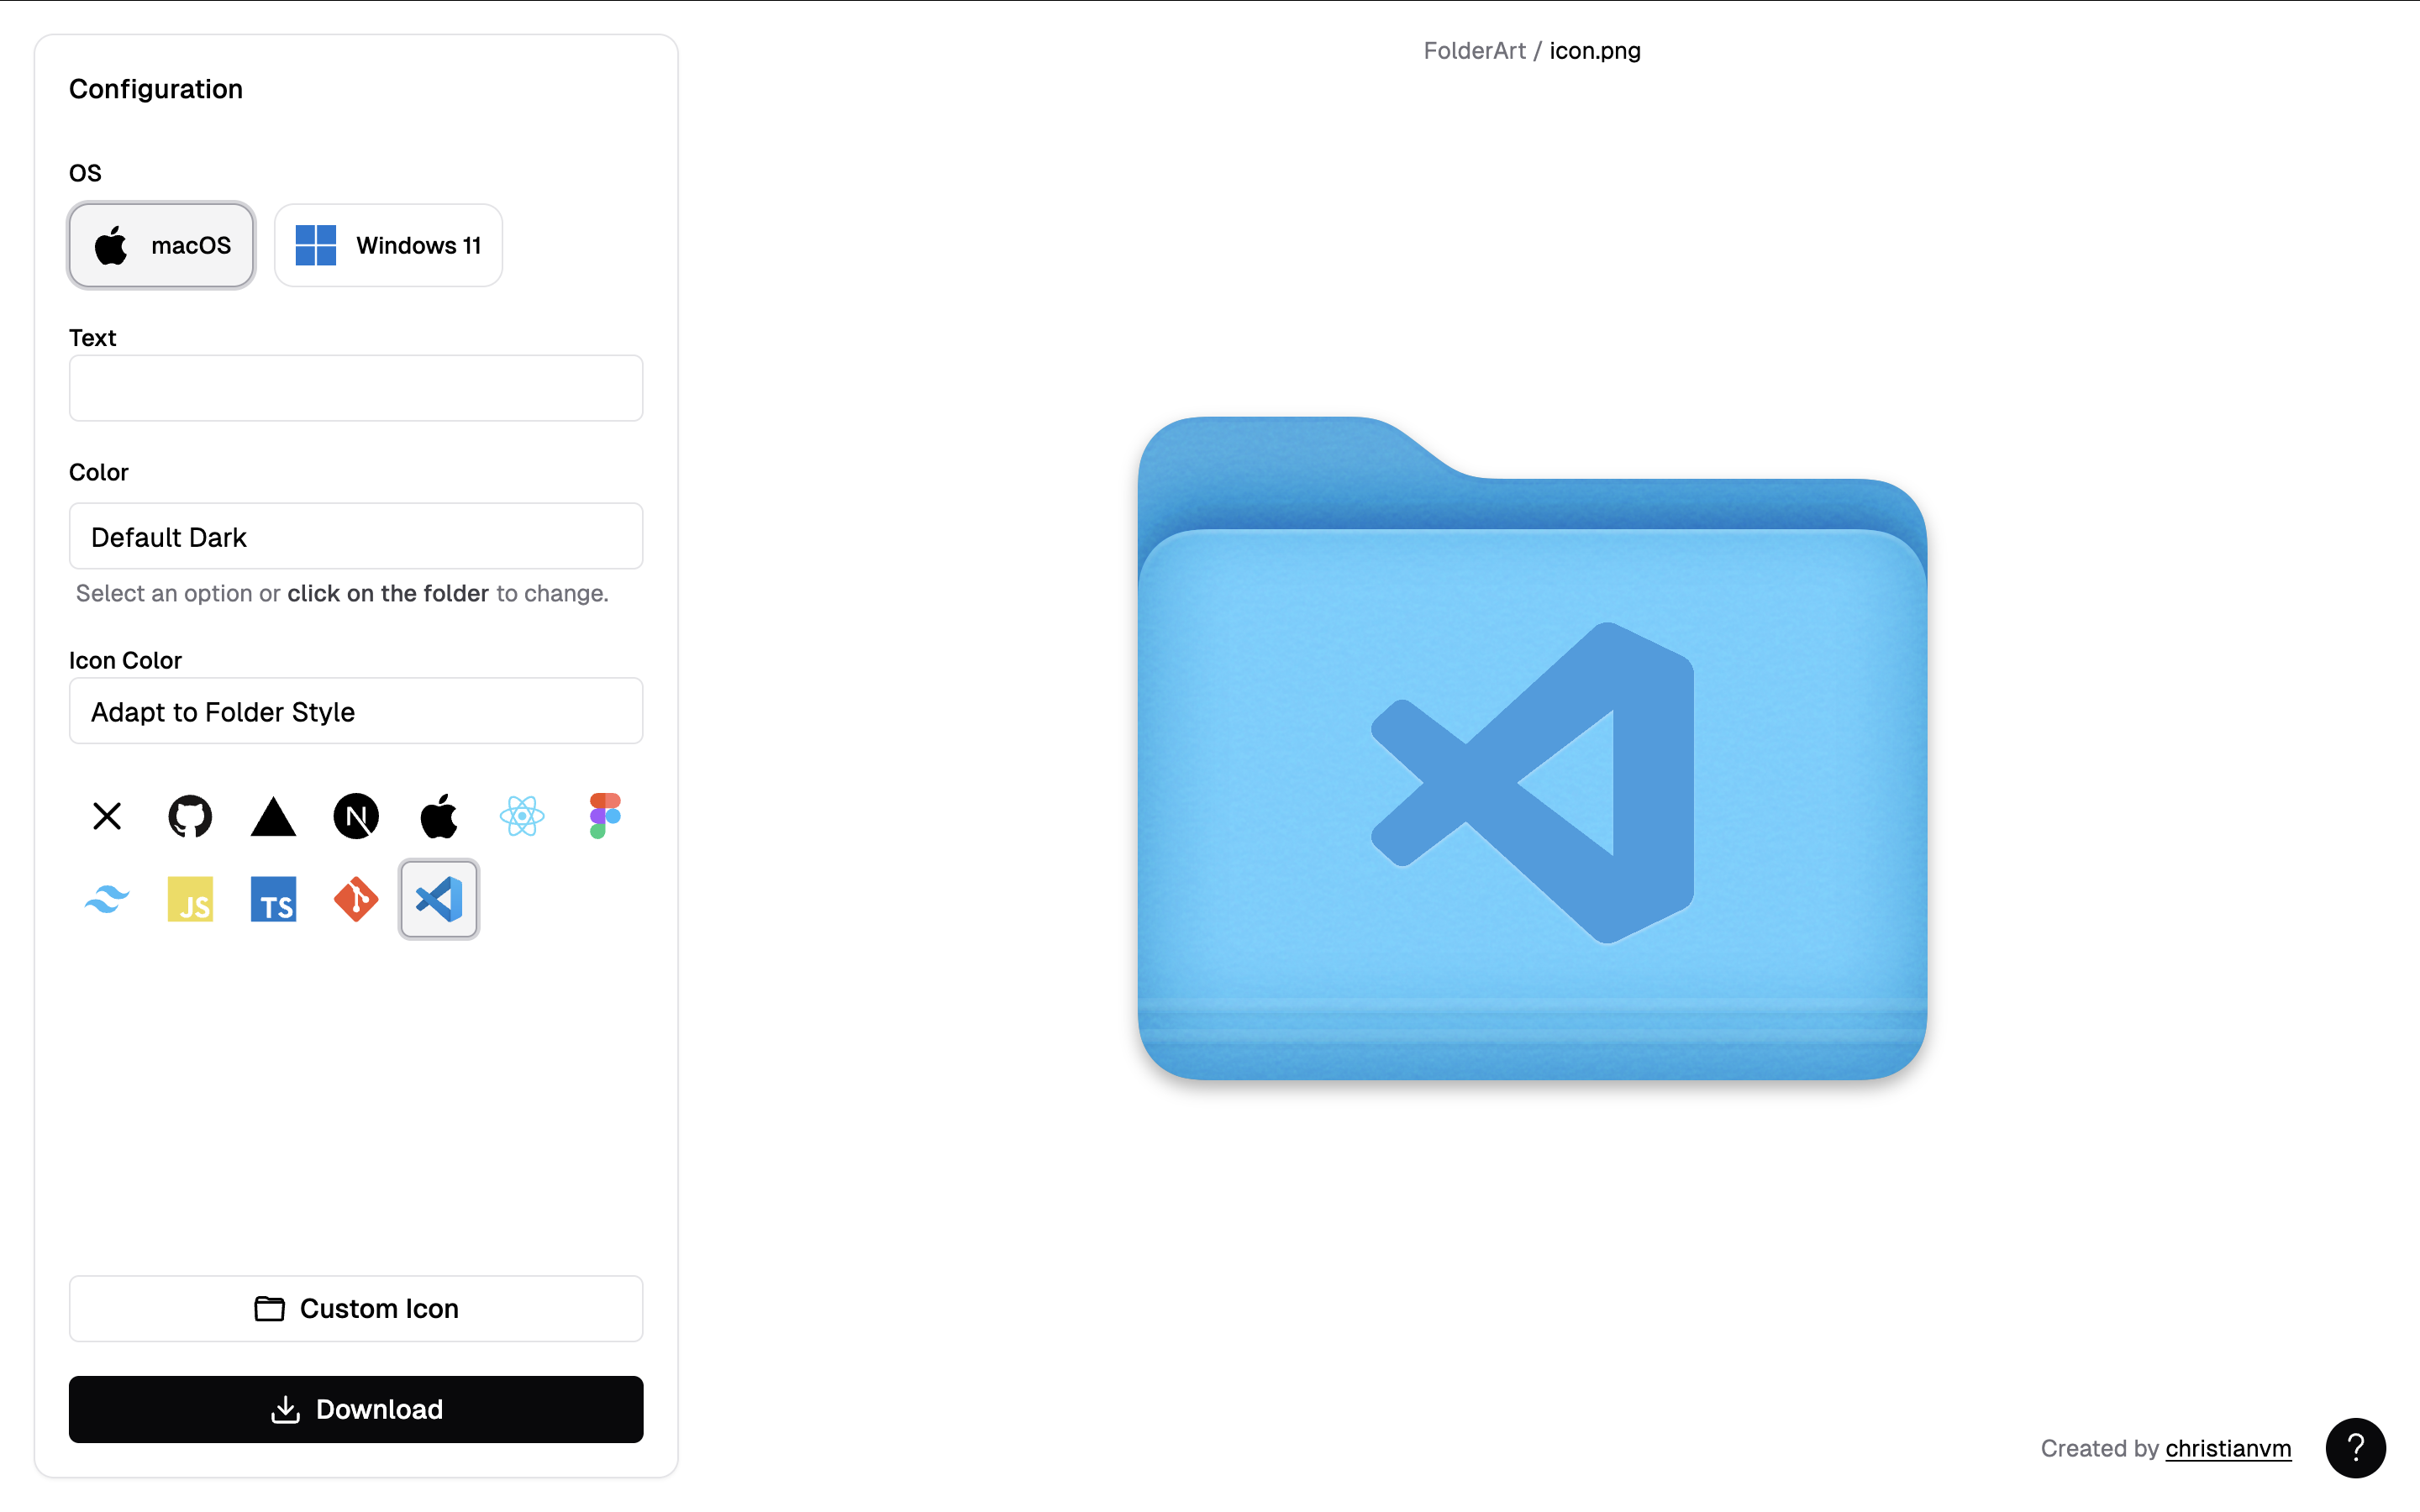 Configuration
OS
macOS
Windows 11
Text
Color
Default Dark
Select an option or click on the folder to change.
Icon Color
Adapt to Folder Style
N
JS
TS
Custom Icon
Download
FolderArt / icon.png
Created by christianvm
?